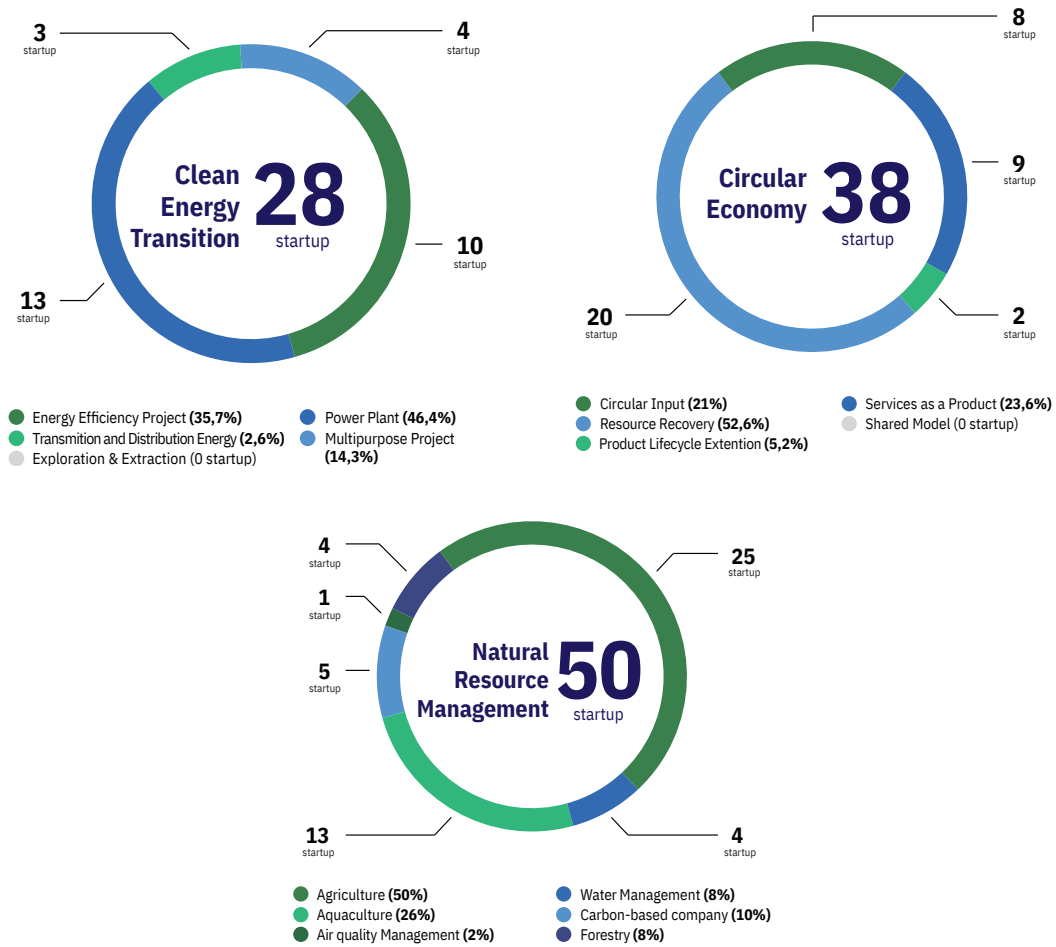 3
startup
4
startup
Clean
Energy
Transition
28
startup
10
startup
13
startup
Energy Efficiency Project (35,7%)
Transmition and Distribution Energy (2,6%)
Exploration & Extraction (0 startup)
Power Plant (46,4%)
Multipurpose Project
(14,3%)
8
startup
9
startup
Circular
Economy
38
startup
20
startup
2
startup
Circular Input (21%)
Resource Recovery (52,6%)
Product Lifecycle Extention (5,2%)
Services as a Product (23,6%)
Shared Model (0 startup)
4
startup
25
startup
1
startup
5
startup
Natural
Resource
Management
50
startup
13
startup
4
startup
Agriculture (50%)
Aquaculture (26%)
Air quality Management (2%)
Water Management (8%)
Carbon-based company (10%)
Forestry (8%)